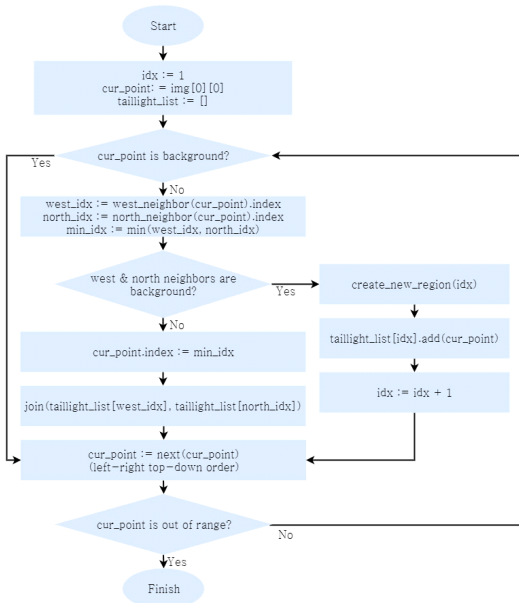 Start
idx := 1
cur_point: = img[0][0]
taillight_list := []
cur_point is background?
Yes
No
west_idx := west_neighbor(cur_point).index
north_idx := north_neighbor(cur_point).index
min_idx := min(west_idx, north_idx)
west & north neighbors are
background?
Yes
No
create_new_region(idx)
cur_point.index := min_idx
taillight_list[idx].add(cur_point)
join(taillight_list[west_idx], taillight_list[north_idx])
idx := idx + 1
cur_point := next(cur_point)
(left-right top-down order)
cur_point is out of range?
No
Yes
Finish